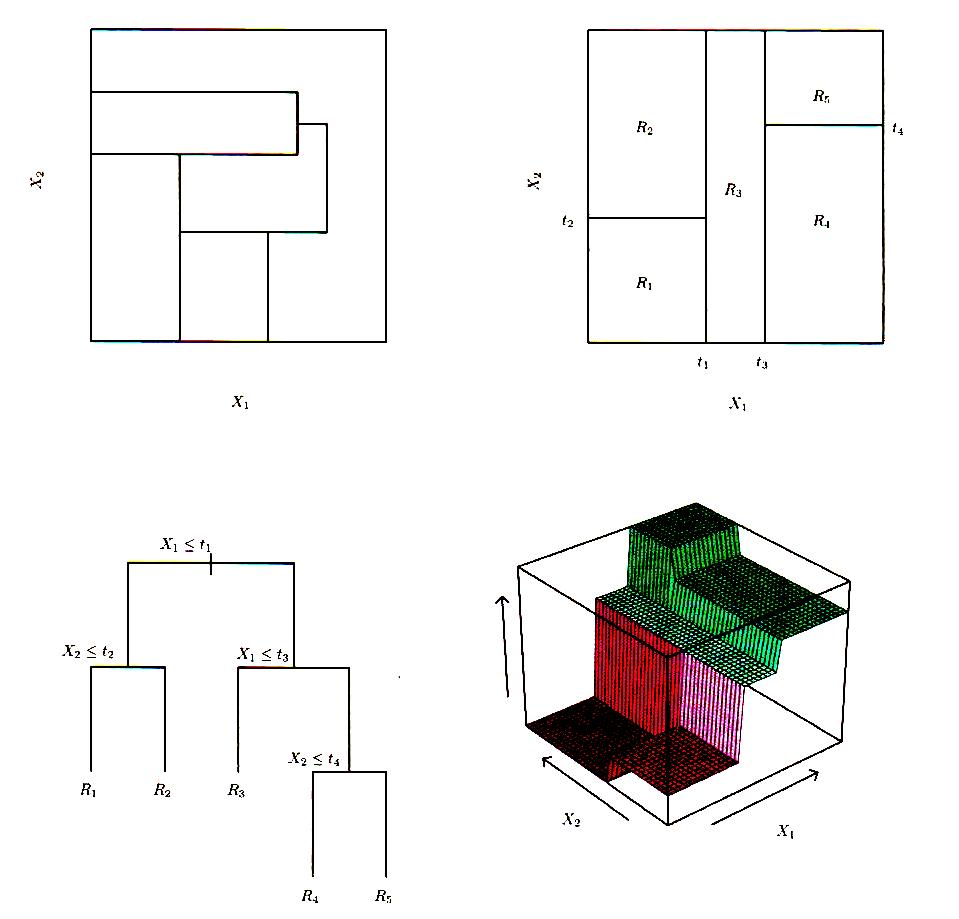 X₂
X₁
R₅
R₂
t₄
X₂
R₃
t₂
R₄
R₁
t₁
t₃
X₁
X₁ ≤ t₁
X₂ ≤ t₂
X₁ ≤ t₃
X₂ ≤ t₄
R₁
R₂
R₃
R₄
R₅
X₂
X₁